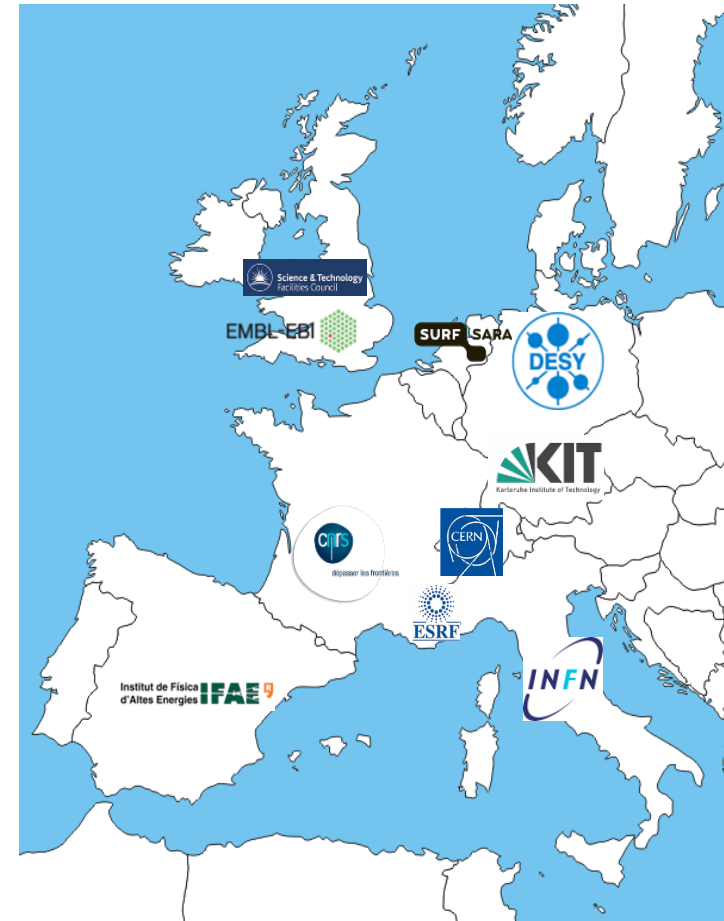 Science & Technology
Facilities Council
EMBL-EBI
SURF SARA
DESY
KIT
Karlsruhe Institute of Technology
CERN
cnrs
dépasser les frontières
ESRF
INFN
Institut de Física
d'Altes Energies IFAE